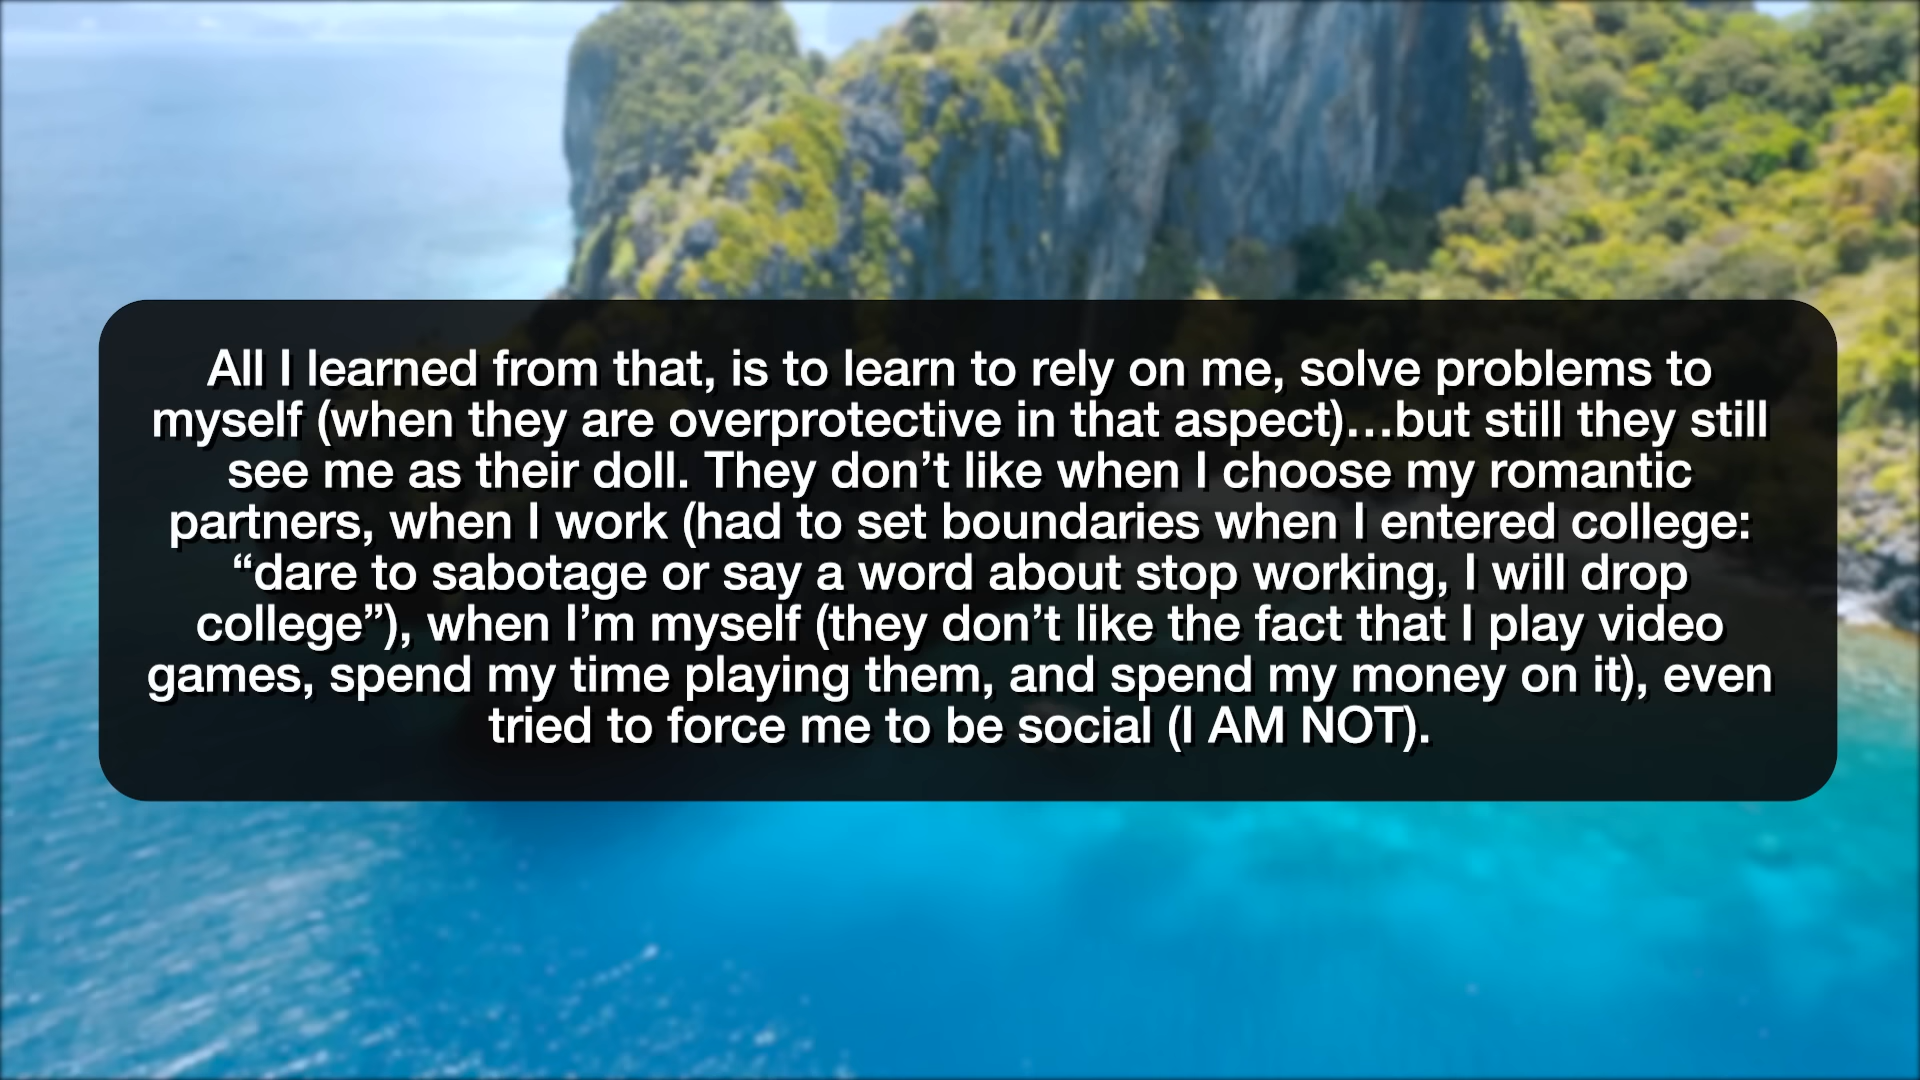 All I learned from that, is to learn to rely on me, solve problems to
myself (when they are overprotective in that aspect)…but still they still
see me as their doll. They don’t like when I choose my romantic
partners, when I work (had to set boundaries when I entered college:
“dare to sabotage or say a word about stop working, I will drop
college”), when I’m myself (they don’t like the fact that I play video
games, spend my time playing them, and spend my money on it), even
tried to force me to be social (I AM NOT).